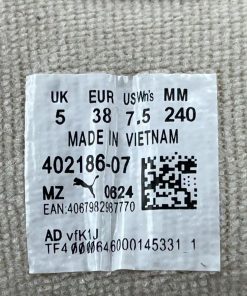 UK EUR US Wn's MM
5 38 7.5 240
MADE IN VIETNAM
402186-07
MZ 0624
EAN:4067982987770
AD vfK1J